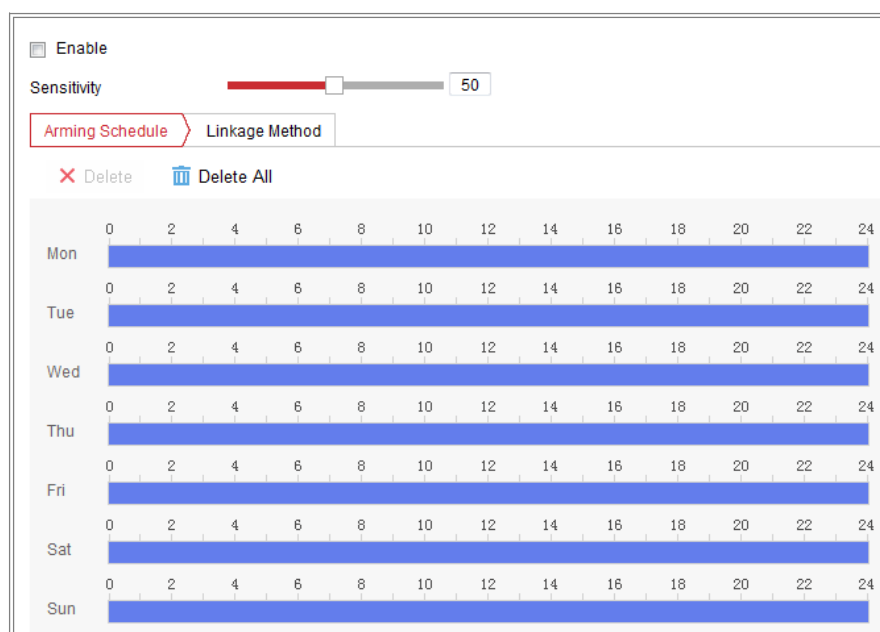 Enable
Sensitivity 50
Arming Schedule Linkage Method
Delete Delete All
0 2 4 6 8 10 12 14 16 18 20 22 24
Mon
0 2 4 6 8 10 12 14 16 18 20 22 24
Tue
0 2 4 6 8 10 12 14 16 18 20 22 24
Wed
0 2 4 6 8 10 12 14 16 18 20 22 24
Thu
0 2 4 6 8 10 12 14 16 18 20 22 24
Fri
0 2 4 6 8 10 12 14 16 18 20 22 24
Sat
0 2 4 6 8 10 12 14 16 18 20 22 24
Sun